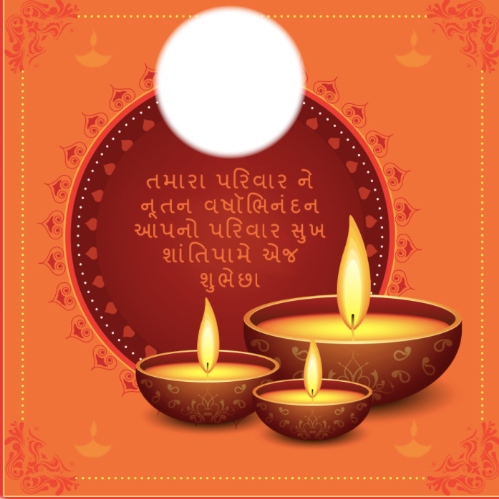 તમારા પરિવાર ને
નૂતન વર્ષાભિનંદન
આપનો પરિવાર સુખ
શાંતિપામે એજ
શુભેછા